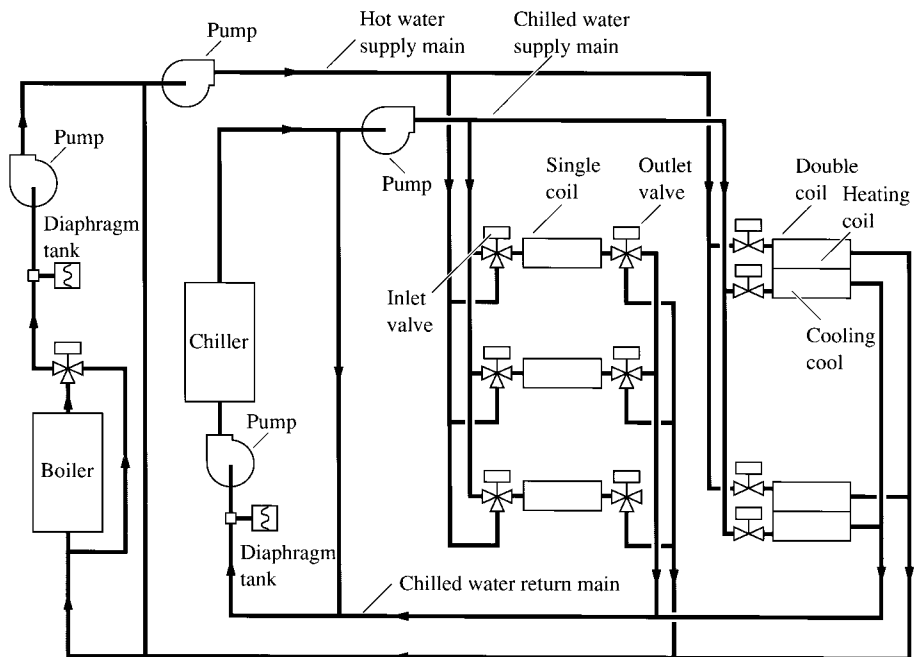 Pump
Hot water
supply main
Chilled water
supply main
Pump
Pump
Diaphragm
tank
Single
coil
Outlet
valve
Double
coil
Heating
coil
Inlet
valve
Cooling
cool
Chiller
Pump
Boiler
Diaphragm
tank
Chilled water return main